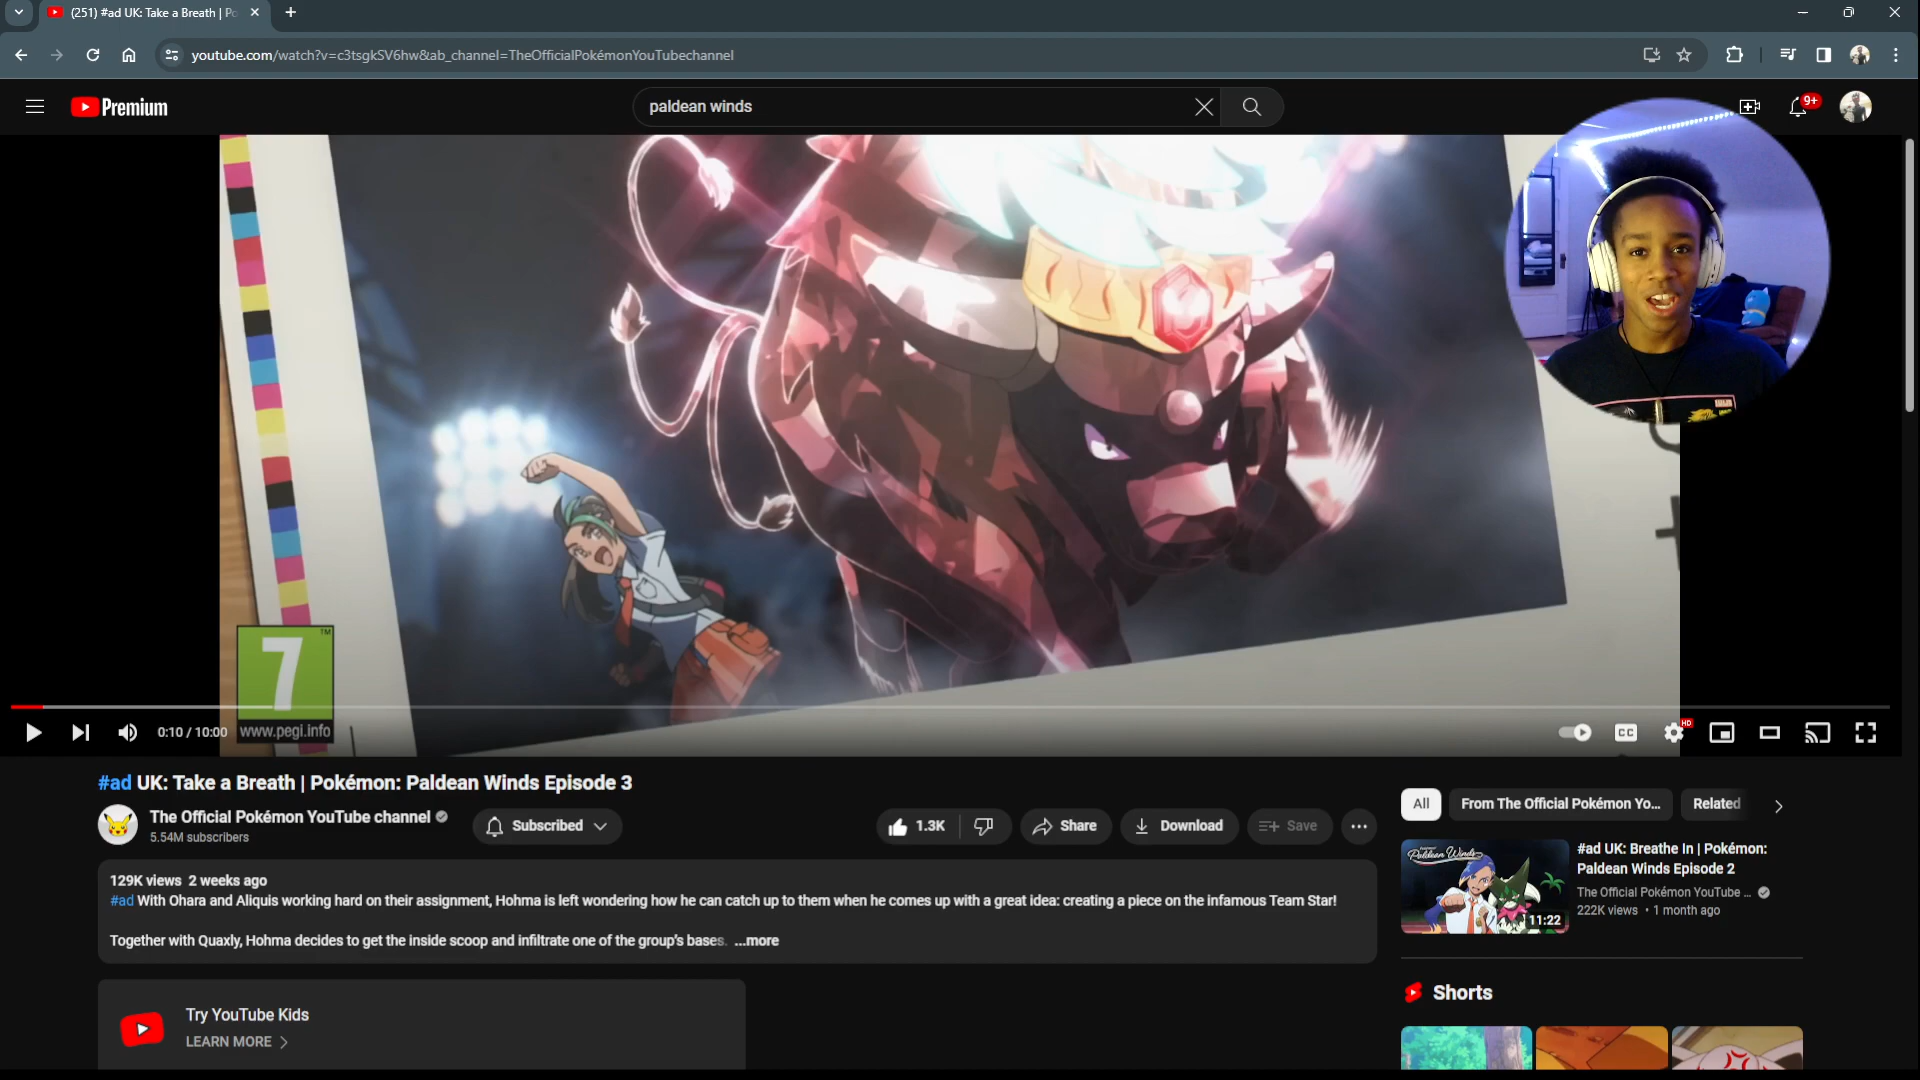 (251) #ad UK: Take a Breath | Po
youtube.com/watch?v=c3tsgkSV6hw&ab_channel=TheOfficialPokémonYouTubechannel
Premium
paldean winds
9+
7
TM
www.pegi.info
0:10 / 10:00
CC
HD
#ad UK: Take a Breath | Pokémon: Paldean Winds Episode 3
The Official Pokémon YouTube channel
5.54M subscribers
Subscribed
1.3K
Share
Download
Save
129K views 2 weeks ago
#ad With Ohara and Aliquis working hard on their assignment, Hohma is left wondering how he can catch up to them when he comes up with a great idea: creating a piece on the infamous Team Star!
Together with Quaxly, Hohma decides to get the inside scoop and infiltrate one of the group's bases. ...more
Try YouTube Kids
LEARN MORE
All
From The Official Pokémon Yo...
Related
Paldean Winds
11:22
#ad UK: Breathe In | Pokémon:
Paldean Winds Episode 2
The Official Pokémon YouTube ...
222K views • 1 month ago
Shorts